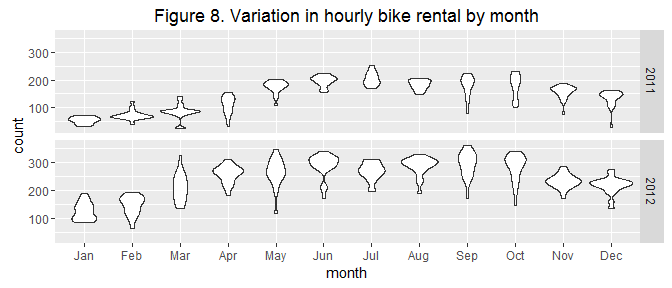 Figure 8. Variation in hourly bike rental by month
count
300
200
100
2011
300
200
100
2012
Jan Feb Mar Apr May Jun Jul Aug Sep Oct Nov Dec
month